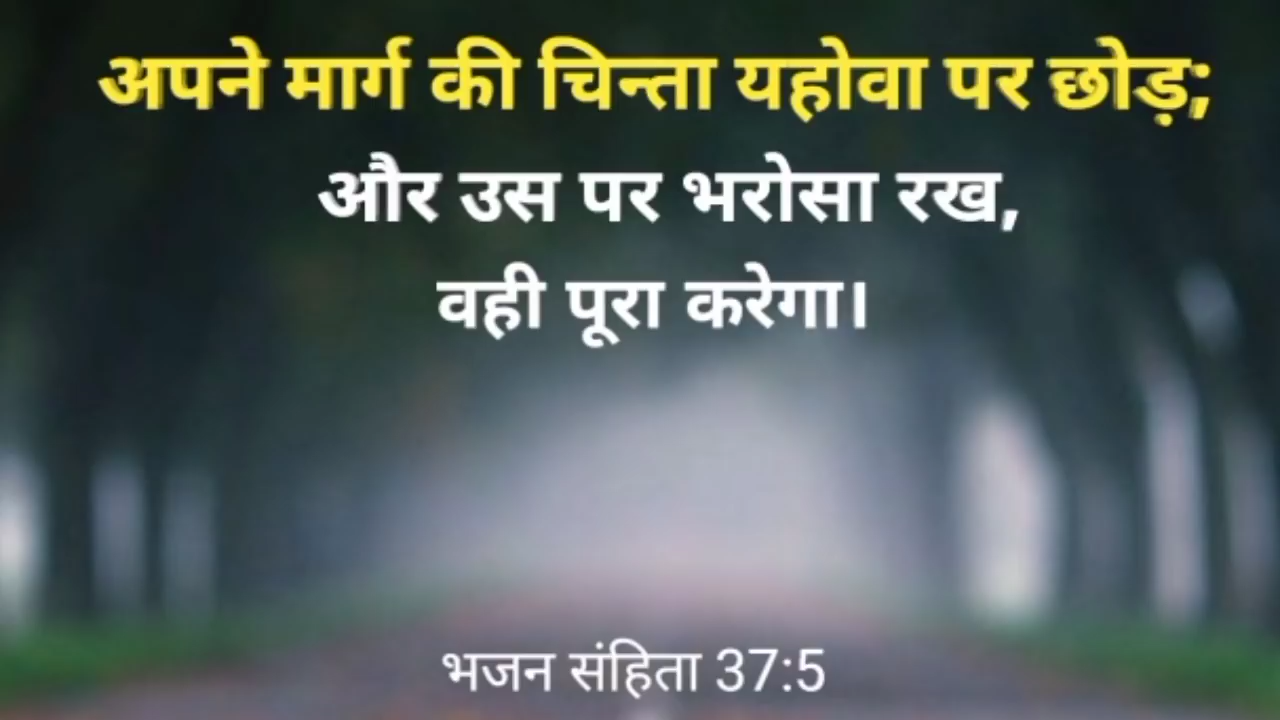 अपने मार्ग की चिन्ता यहोवा पर छोड़;
और उस पर भरोसा रख,
वही पूरा करेगा।
भजन संहिता 37:5